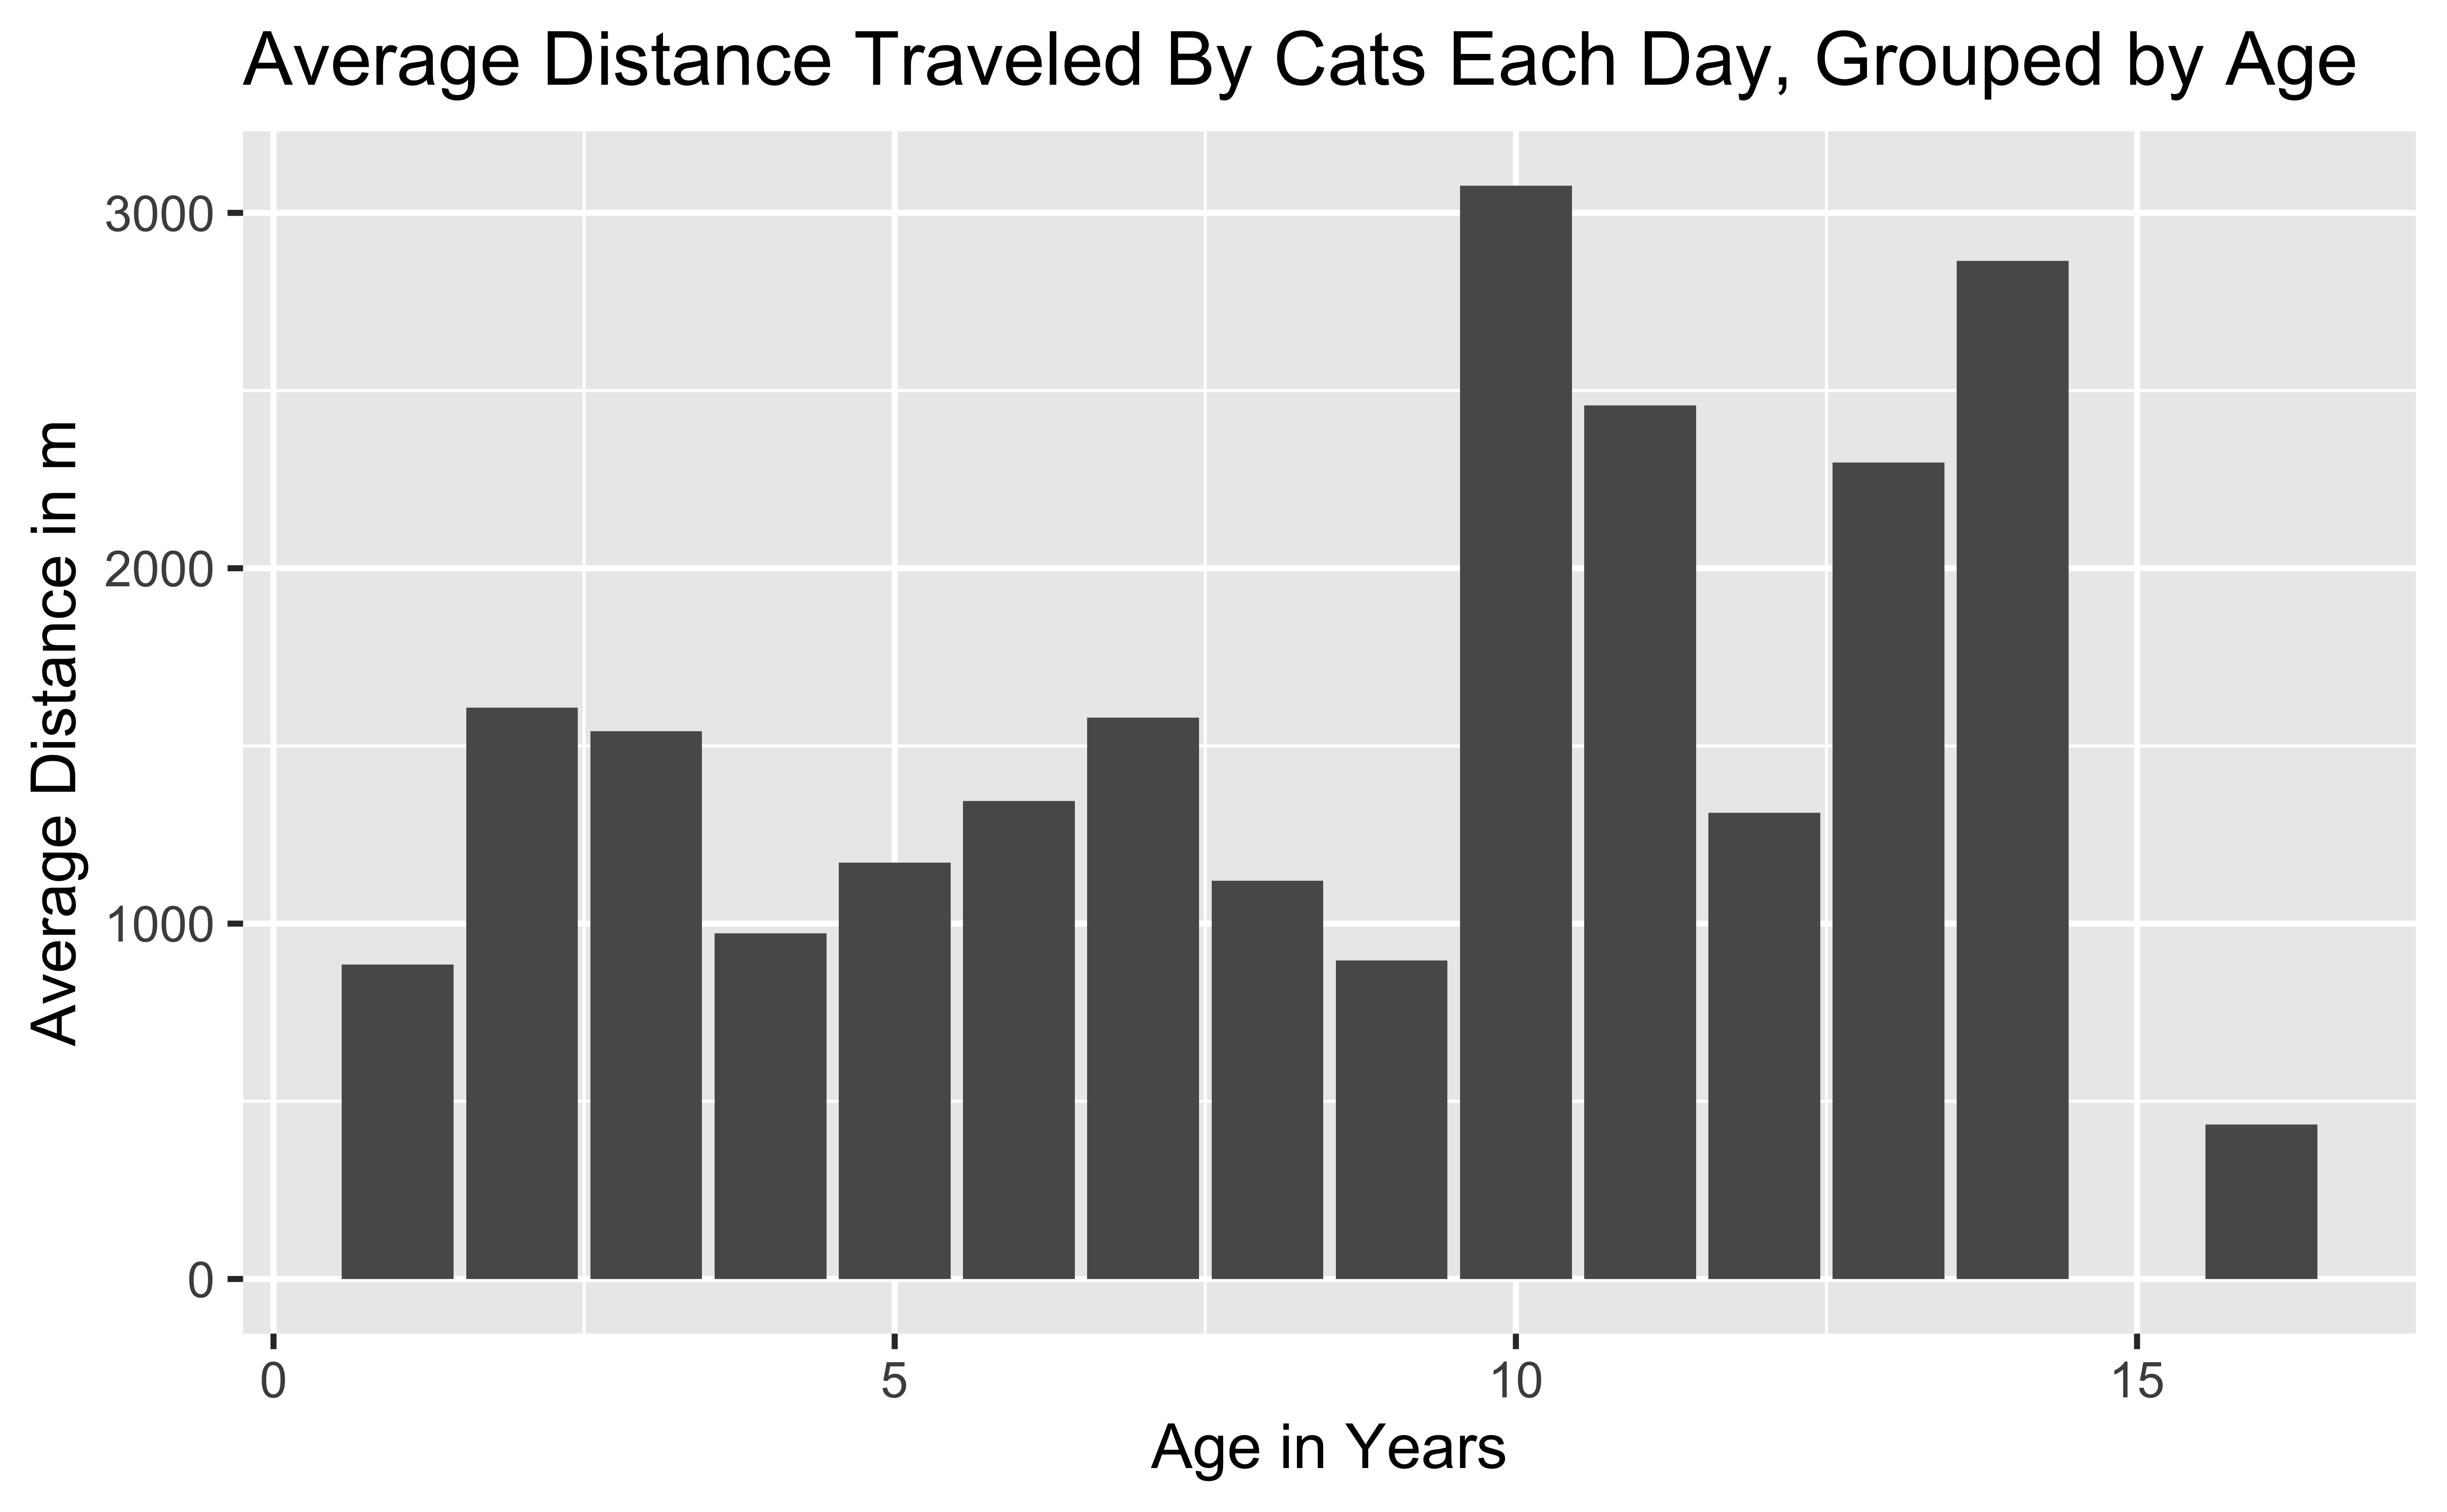 Average Distance Traveled By Cats Each Day, Grouped by Age
Average Distance in m
3000
2000
1000
0
0 5 10 15
Age in Years